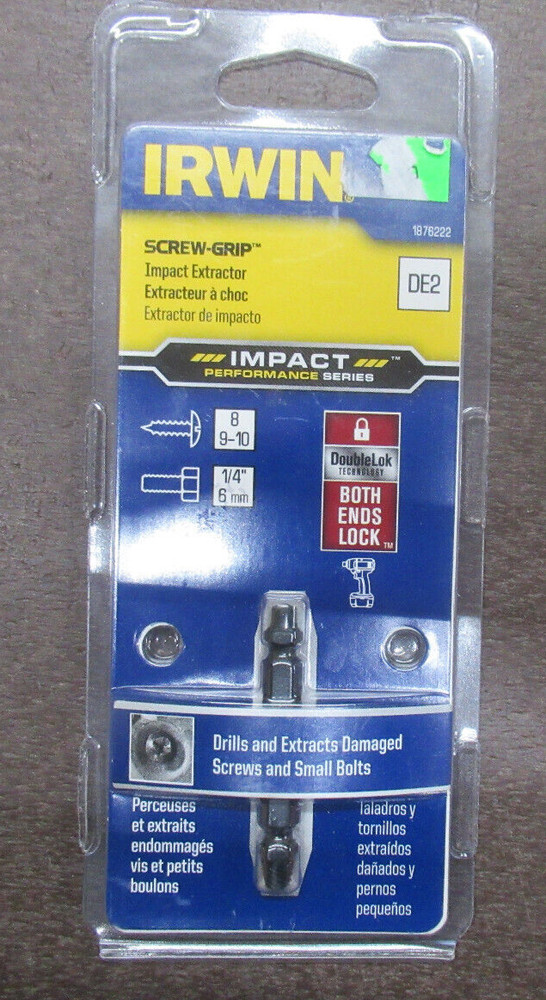 IRWIN®
1876222
SCREW-GRIP™
Impact Extractor
Extracteur à choc
Extractor de impacto
DE2
IMPACT™
PERFORMANCE SERIES
8
9-10
1/4"
6 mm
DoubleLok
TECHNOLOGY
BOTH
ENDS
LOCK™
Drills and Extracts Damaged
Screws and Small Bolts
Perceuses
et extraits
endommagés
vis et petits
boulons
Taladros y
tornillos
extraídos
dañados y
pernos
pequeños